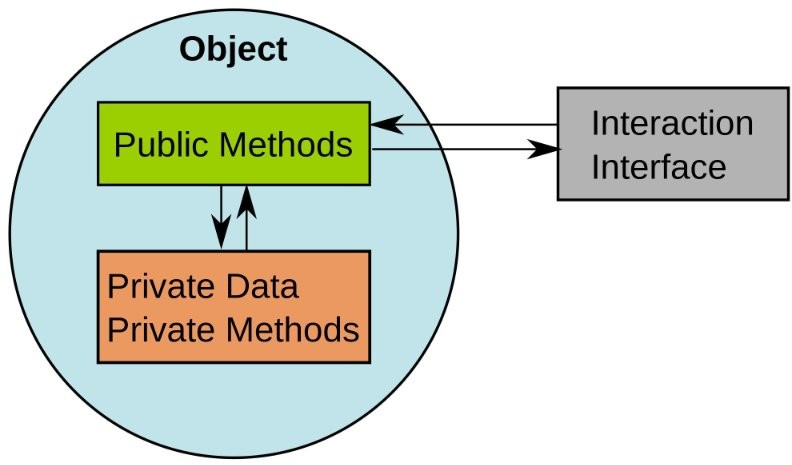 Object
Public Methods
Interaction
Interface
Private Data
Private Methods